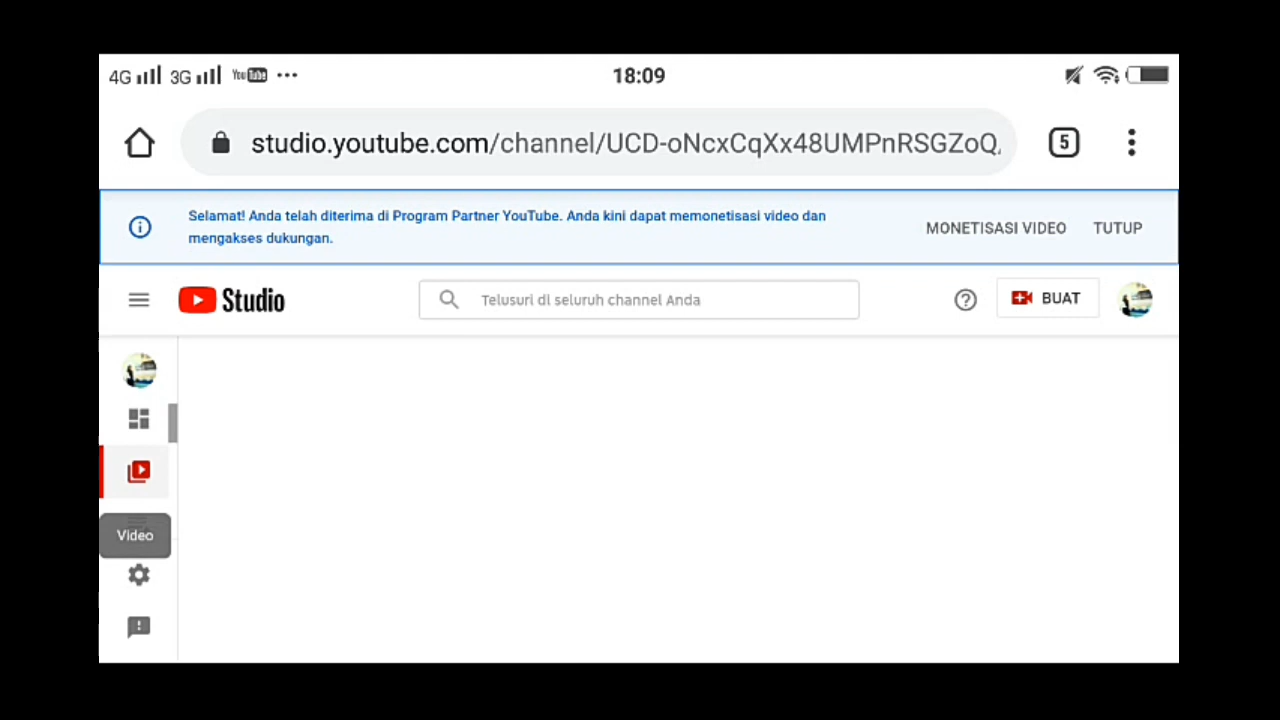 4G 3G YouTube ••• 18:09
studio.youtube.com/channel/UCD-oNcxCqXx48UMPnRSGZoQ
5
Selamat! Anda telah diterima di Program Partner YouTube. Anda kini dapat memonetisasi video dan
mengakses dukungan.
MONETISASI VIDEO TUTUP
Studio
Telusuri di seluruh channel Anda
BUAT
Video